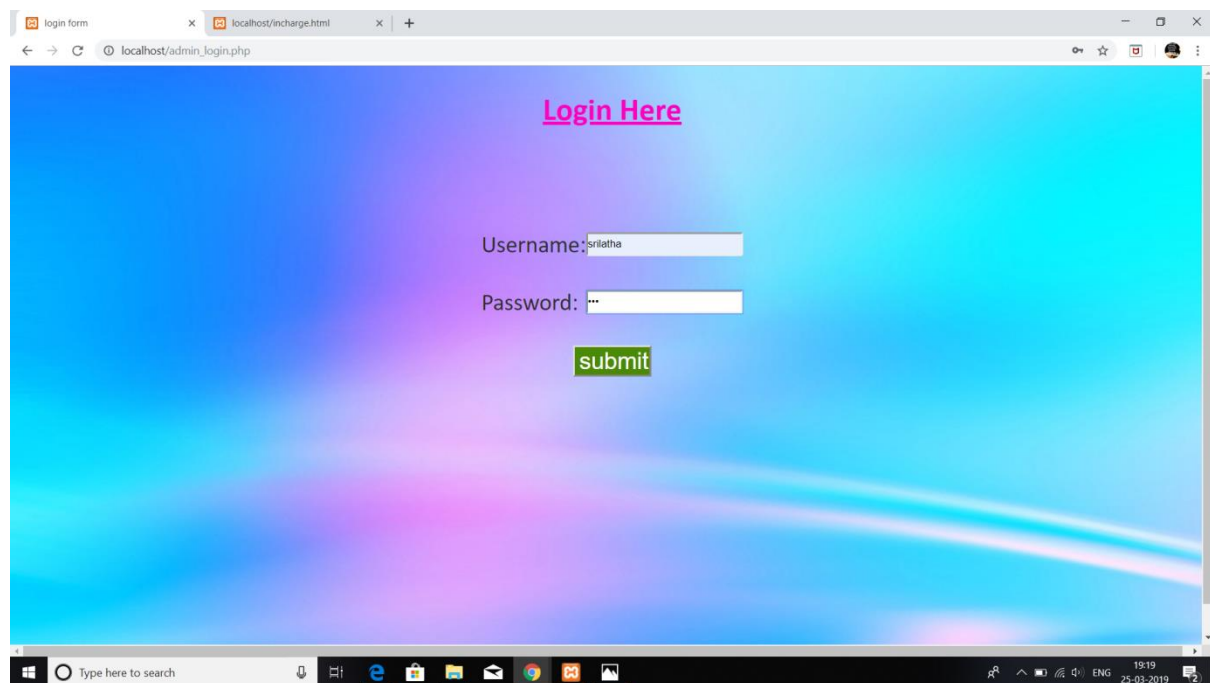 login form
localhost/incharge.html
localhost/admin_login.php
Login Here
Username:
srilatha
Password: •••
submit
Type here to search
ENG
19:19
25-03-2019
2